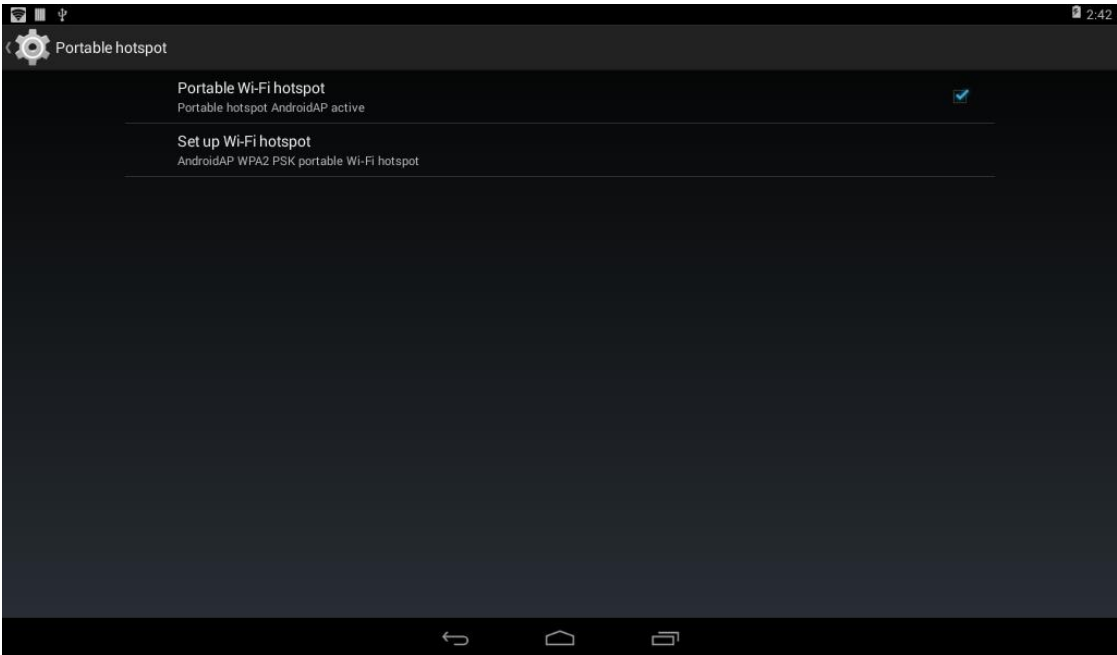 2:42
Portable hotspot
Portable Wi-Fi hotspot
Portable hotspot AndroidAP active
Set up Wi-Fi hotspot
AndroidAP WPA2 PSK portable Wi-Fi hotspot